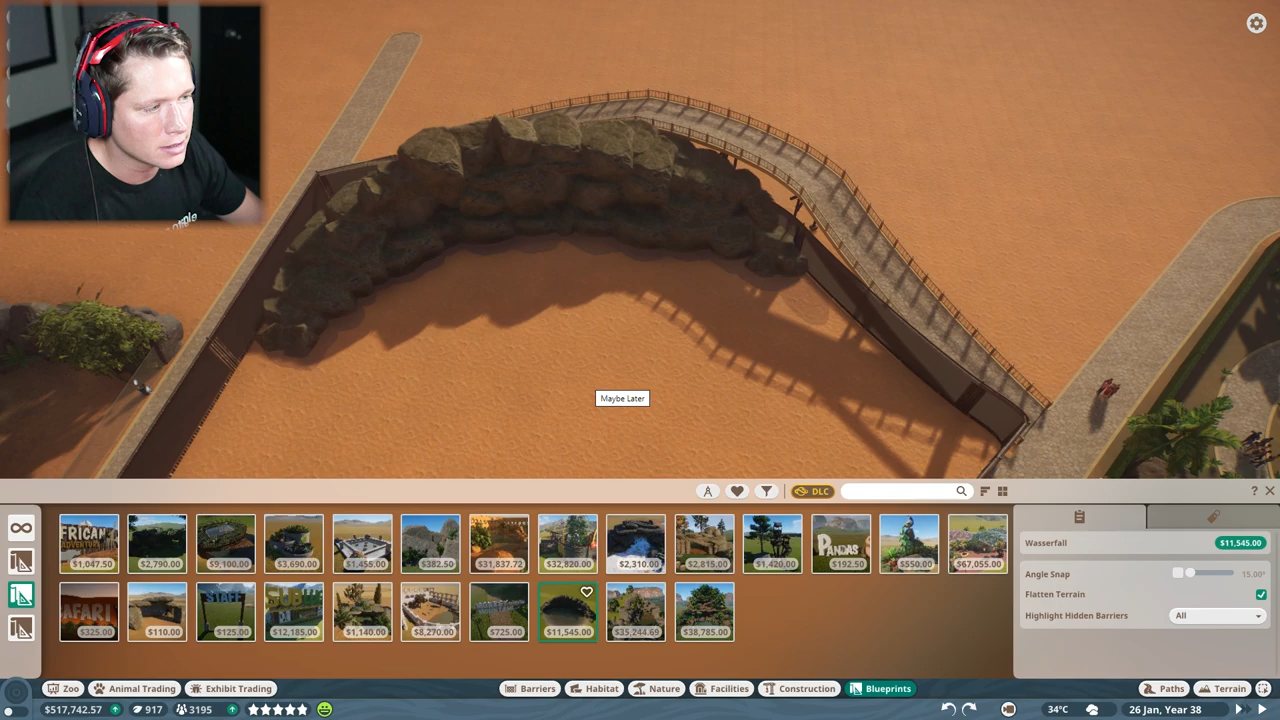 Maybe Later
DLC
?
FRICAN
$1,047.50
$2,790.00
$9,100.00
$3,690.00
$1,455.00
$382.50
$31,837.72
$32,820.00
$2,310.00
$2,815.00
$1,420.00
PANDAS
$192.50
$550.00
$67,055.00
Wasserfall
$11,545.00
Angle Snap
15.00°
Flatten Terrain
Highlight Hidden Barriers
All
AFARI
$325.00
$110.00
STAFF
$125.00
$12,185.00
$1,140.00
$8,270.00
$725.00
$11,545.00
$35,244.69
$38,785.00
Zoo
Animal Trading
Exhibit Trading
Barriers
Habitat
Nature
Facilities
Construction
Blueprints
Paths
Terrain
$517,742.57
917
3195
34°C
26 Jan, Year 38